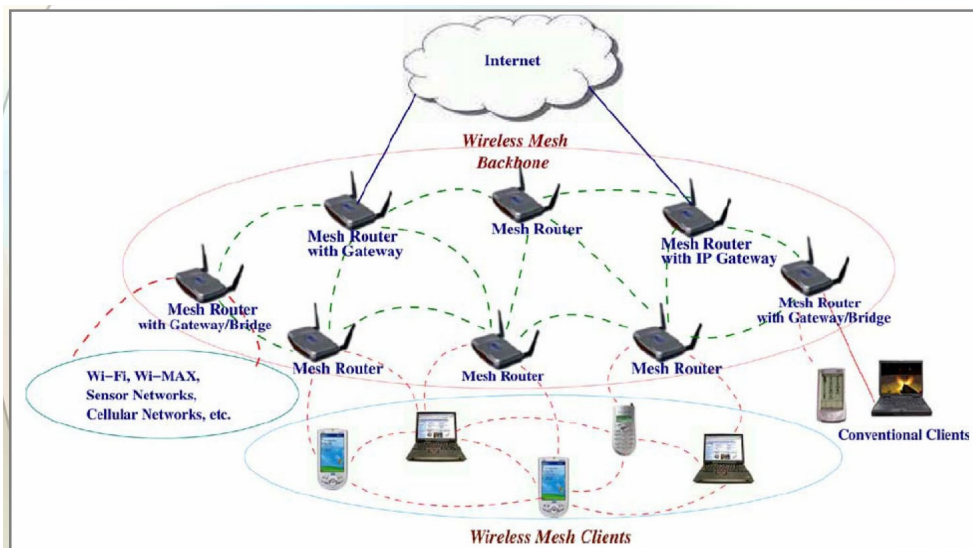 Internet
Wireless Mesh
Backbone
Mesh Router
with Gateway
Mesh Router
Mesh Router
with IP Gateway
Mesh Router
with Gateway/Bridge
Mesh Router
with Gateway/Bridge
Mesh Router
Mesh Router
Mesh Router
Wi-Fi, Wi-MAX,
Sensor Networks,
Cellular Networks, etc.
Conventional Clients
Wireless Mesh Clients